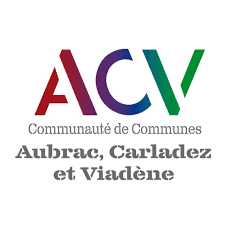 ACV
Communauté de Communes
Aubrac, Carladez
et Viadène